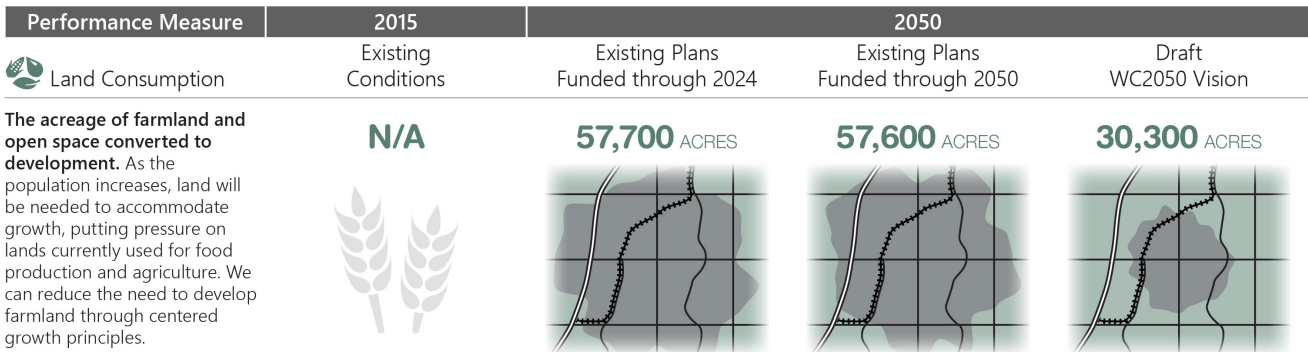 Performance Measure
2015
2050
Land Consumption
Existing
Conditions
Existing Plans
Funded through 2024
Existing Plans
Funded through 2050
Draft
WC2050 Vision
The acreage of farmland and
open space converted to
development. As the
population increases, land will
be needed to accommodate
growth, putting pressure on
lands currently used for food
production and agriculture. We
can reduce the need to develop
farmland through centered
growth principles.
N/A
57,700 ACRES
57,600 ACRES
30,300 ACRES